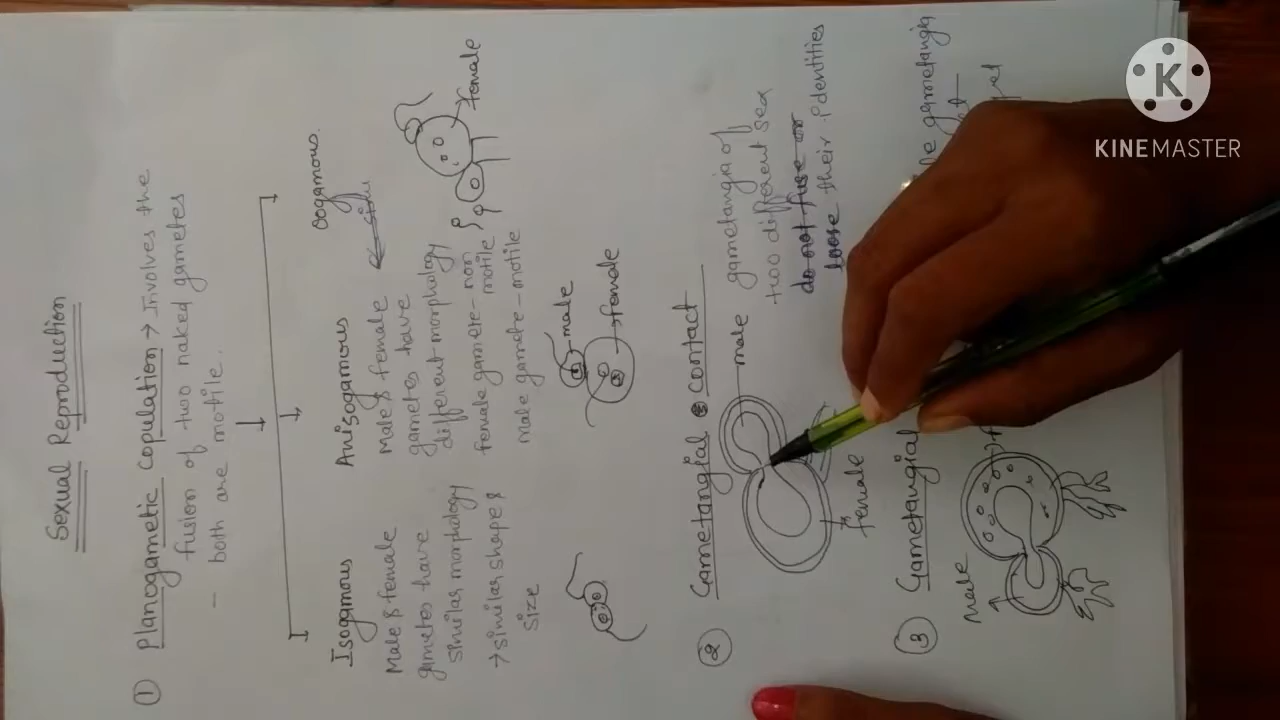 Sexual Reproduction
① Planogametic copulation → Involves the
fusion of two naked gametes
- both are motile.
Isogamous
Male & female
gametes have
similar morphology
→ similar shape &
size
Anisogamous
Male & female
gametes have
different morphology
female gamete - non
motile
male gamete - motile
male
female
Oogamous
female
② Gametangial contact
gametangia of
two different sex
do not fuse or
loose their identities
male
female
③ Gametangial
gametangia
male
KINEMASTER